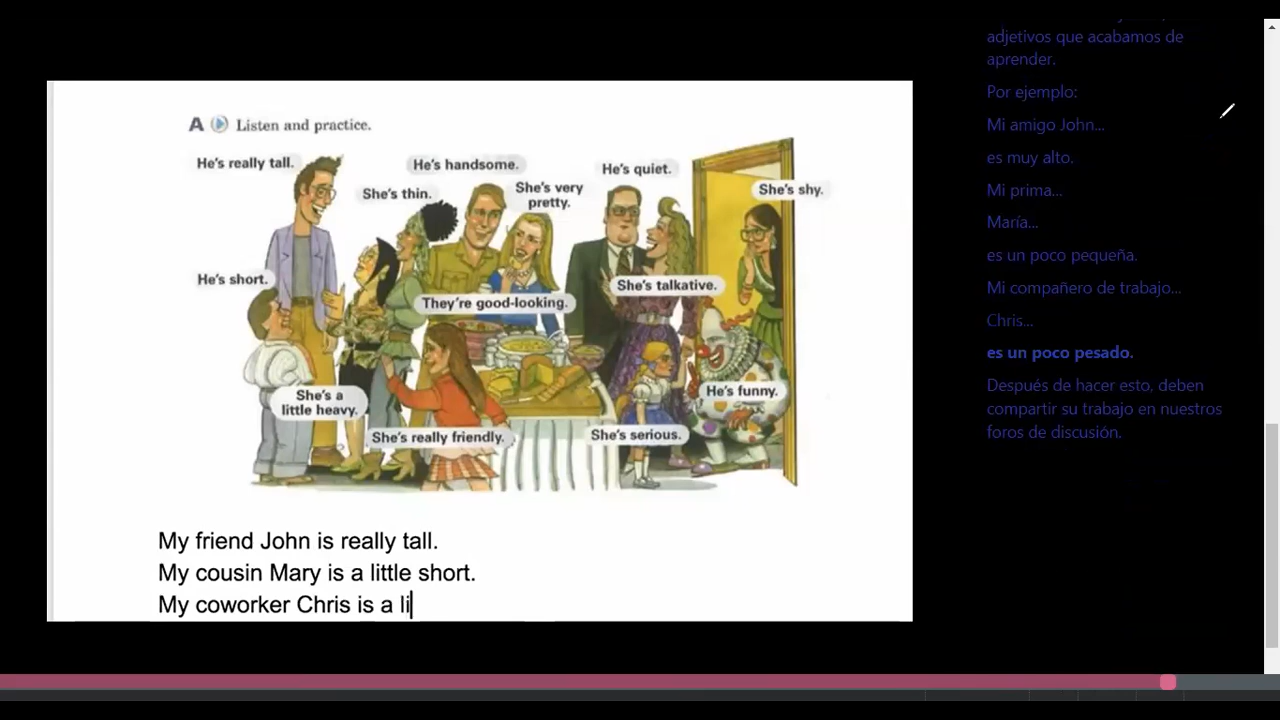 A Listen and practice.
He's really tall.
He's handsome.
He's quiet.
She's thin.
She's very
pretty.
She's shy.
He's short.
They're good-looking.
She's talkative.
She's a
little heavy.
He's funny.
She's really friendly.
She's serious.
My friend John is really tall.
My cousin Mary is a little short.
My coworker Chris is a li
adjetivos que acabamos de
aprender.
Por ejemplo:
Mi amigo John...
es muy alto.
Mi prima...
María...
es un poco pequeña.
Mi compañero de trabajo...
Chris...
es un poco pesado.
Después de hacer esto, deben
compartir su trabajo en nuestros
foros de discusión.